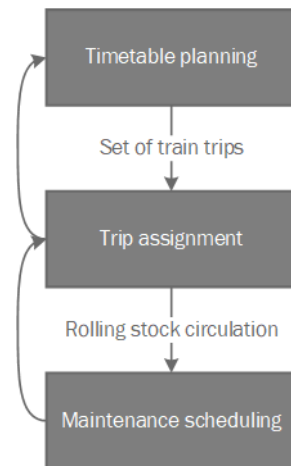 Timetable planning
Set of train trips
Trip assignment
Rolling stock circulation
Maintenance scheduling